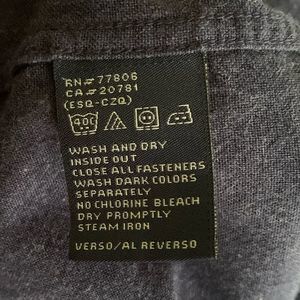 RN#77806
CA#20781
(ESQ-CZQ)
40C
WASH AND DRY
INSIDE OUT
CLOSE ALL FASTENERS
WASH DARK COLORS
SEPARATELY
NO CHLORINE BLEACH
DRY PROMPTLY
STEAM IRON
VERSO/AL REVERSO